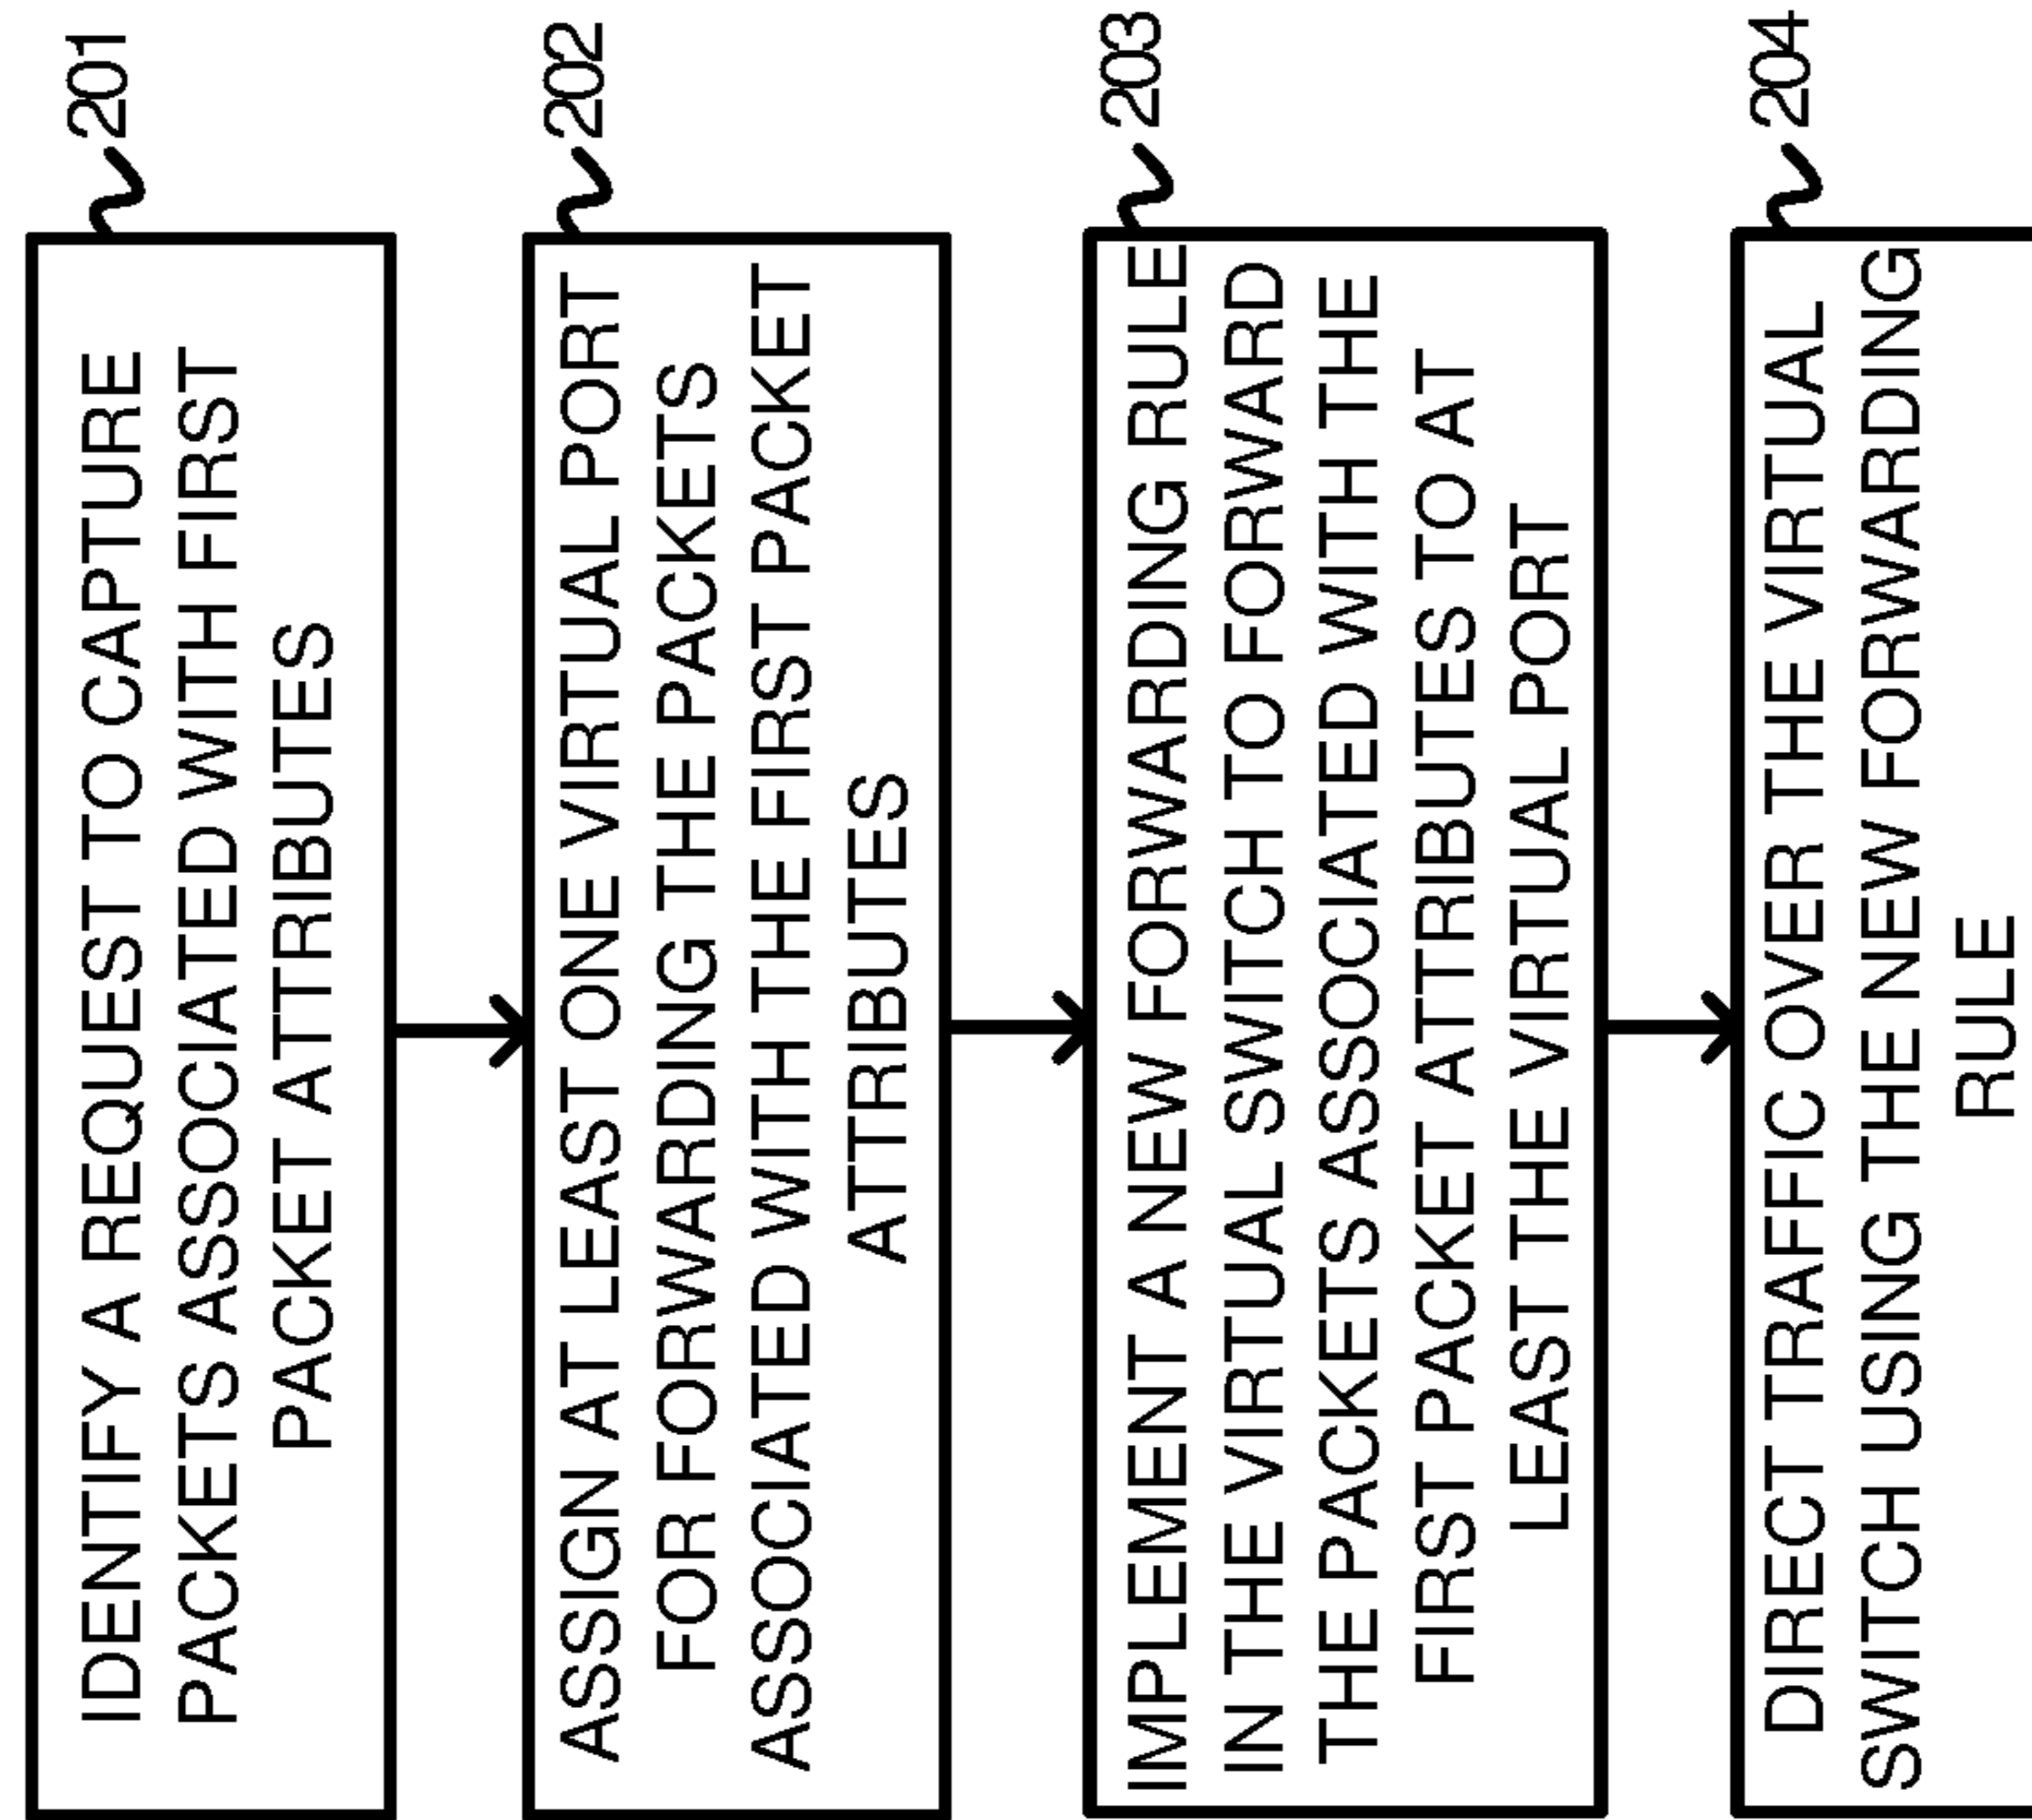 201
IDENTIFY A REQUEST TO CAPTURE
PACKETS ASSOCIATED WITH FIRST
PACKET ATTRIBUTES
202
ASSIGN AT LEAST ONE VIRTUAL PORT
FOR FORWARDING THE PACKETS
ASSOCIATED WITH THE FIRST PACKET
ATTRIBUTES
203
IMPLEMENT A NEW FORWARDING RULE
IN THE VIRTUAL SWITCH TO FORWARD
THE PACKETS ASSOCIATED WITH THE
FIRST PACKET ATTRIBUTES TO AT
LEAST THE VIRTUAL PORT
204
DIRECT TRAFFIC OVER THE VIRTUAL
SWITCH USING THE NEW FORWARDING
RULE